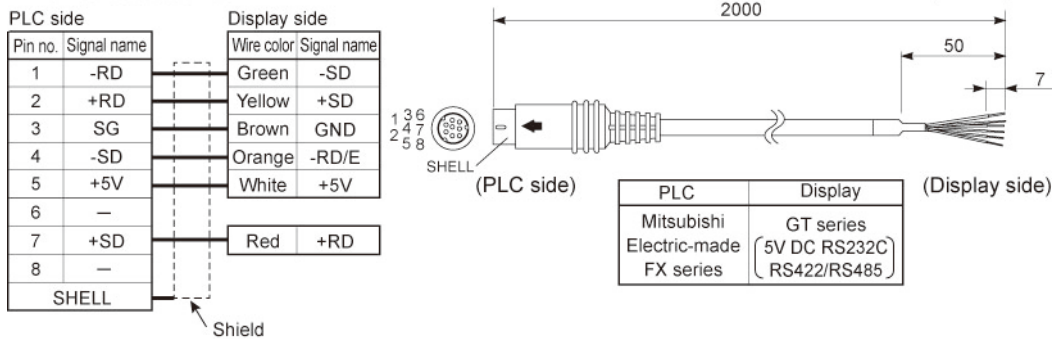 PLC side
Display side
Pin no. Signal name
Wire color Signal name
1 -RD Green -SD
2 +RD Yellow +SD
3 SG Brown GND
4 -SD Orange -RD/E
5 +5V White +5V
6 —
7 +SD Red +RD
8 —
SHELL
Shield
2000
50
7
1 3 6
2 4 7
5 8
SHELL
(PLC side)
(Display side)
PLC Display
Mitsubishi GT series
Electric-made 5V DC RS232C
FX series RS422/RS485